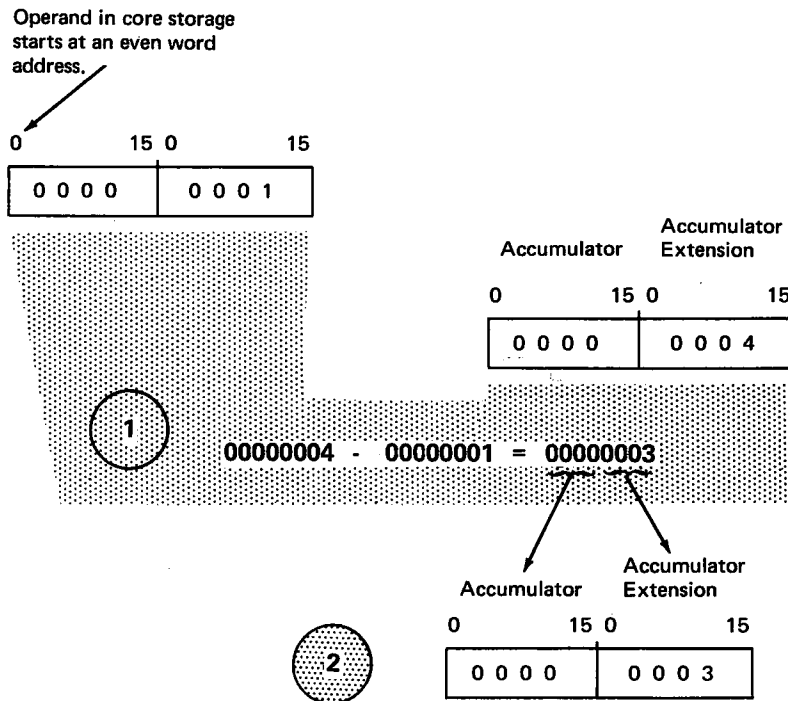 Operand in core storage
starts at an even word
address.
0 15 0 15
0 0 0 0 0 0 0 1
Accumulator Accumulator
Extension
0 15 0 15
0 0 0 0 0 0 0 4
1
00000004 - 00000001 = 00000003
Accumulator Accumulator
Extension
0 15 0 15
2
0 0 0 0 0 0 0 3